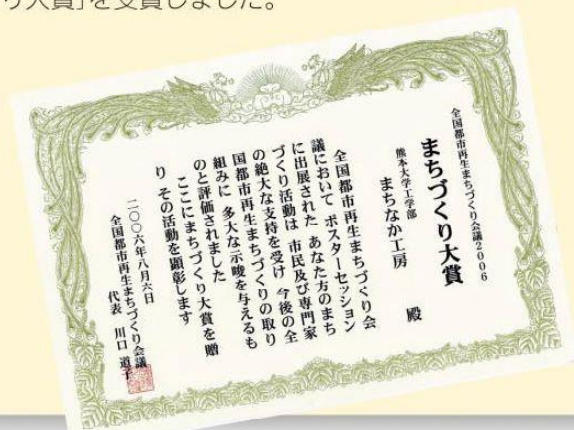 り大賞」を受賞しました。
全国都市再生まちづくり会議2006
まちづくり大賞
熊本大学工学部
まちなか工房 殿
全国都市再生まちづくり会
議において ポスターセッション
に出展された あなた方のまち
づくり活動は 市民及び専門家
の絶大な支持を受け 今後の全
国都市再生まちづくりの取り
組みに 多大な示唆を与えるも
のと評価されました
ここにまちづくり大賞を贈
り その活動を顕彰します
二〇〇六年八月六日
全国都市再生まちづくり会議
代表 川口 道子